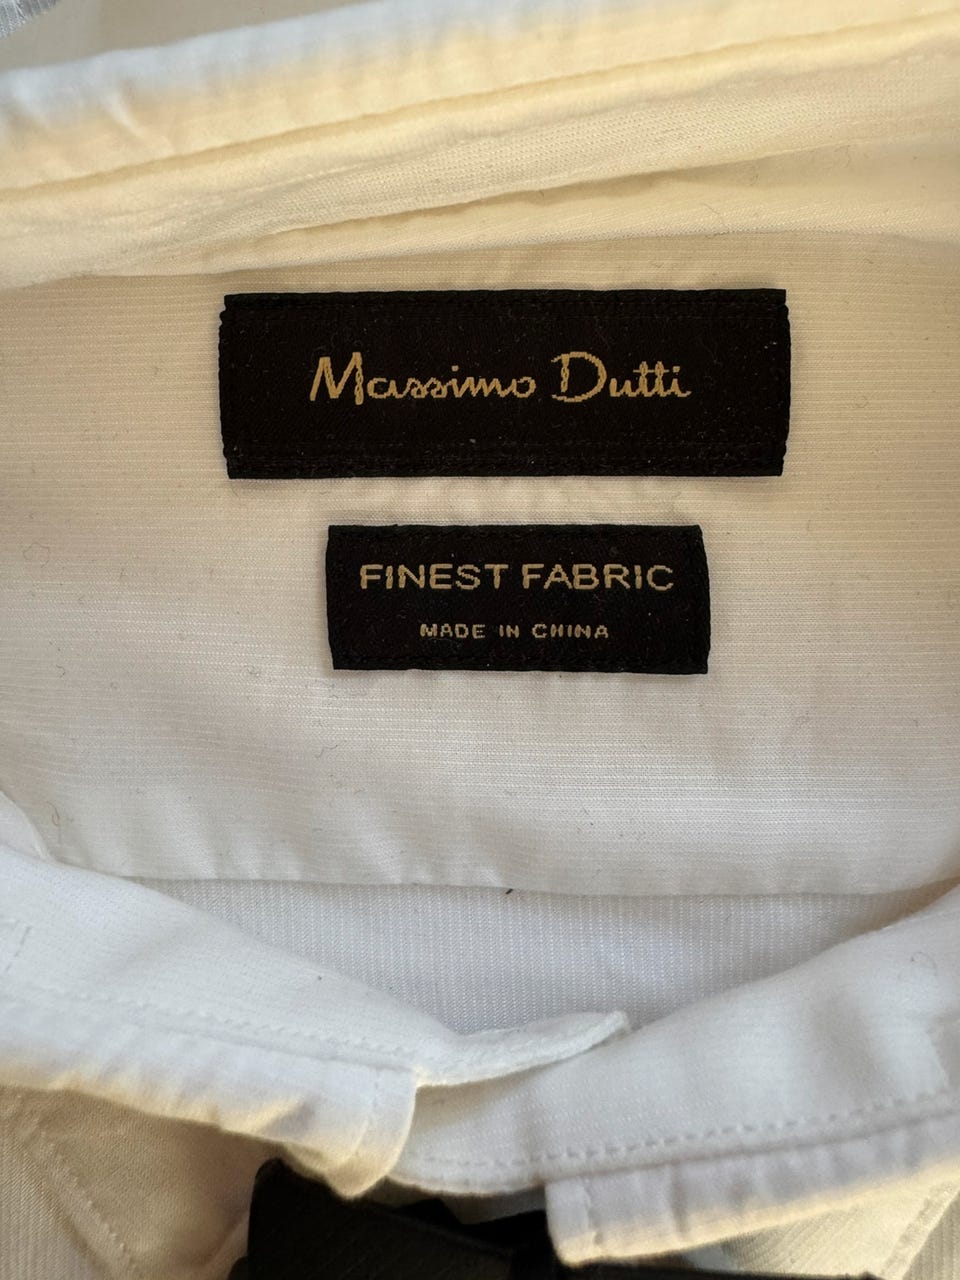 Massimo Dutti
FINEST FABRIC
MADE IN CHINA